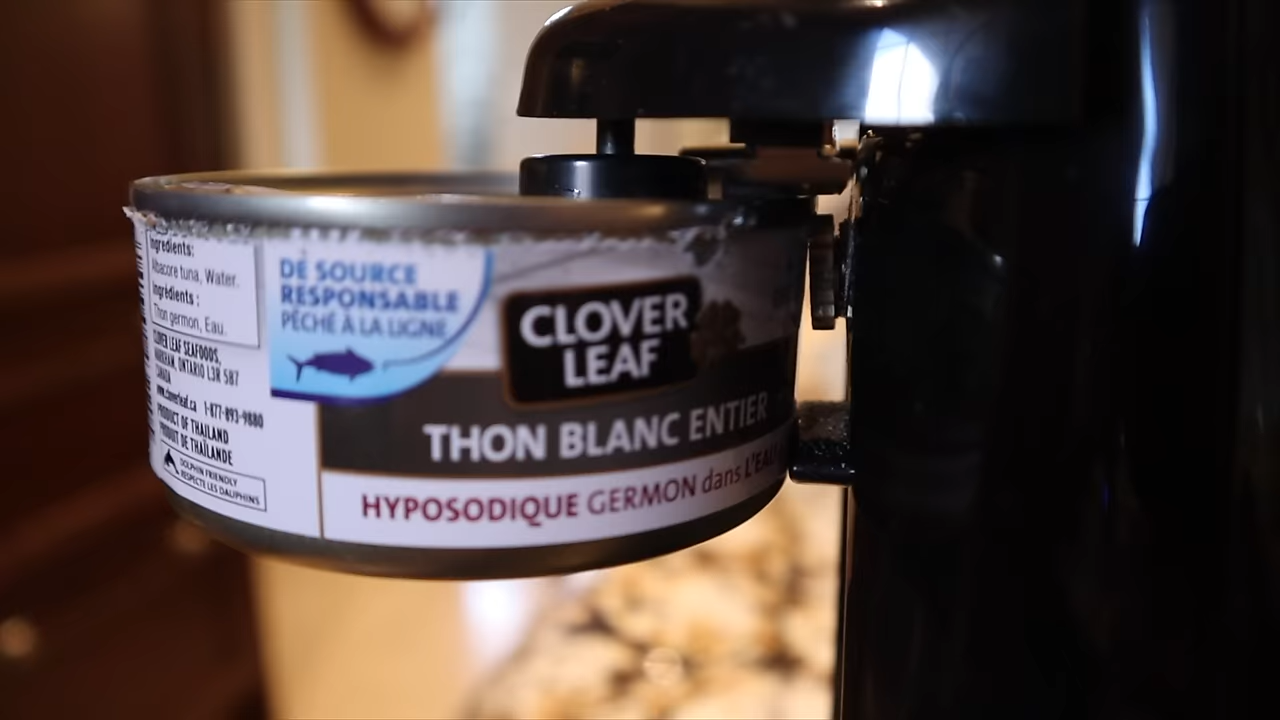 Ingredients:
Albacore tuna, Water.
Ingrédients :
Thon germon, Eau.
CLOVER LEAF SEAFOODS,
MARKHAM, ONTARIO L3R 5B7
CANADA
www.cloverleaf.ca 1-877-893-9880
PRODUCT OF THAILAND
PRODUIT DE THAÏLANDE
DOLPHIN FRIENDLY
RESPECTE LES DAUPHINS
DE SOURCE
RESPONSABLE
PÊCHÉ À LA LIGNE
CLOVER
LEAF
THON BLANC ENTIER
HYPOSODIQUE GERMON dans L'EAU